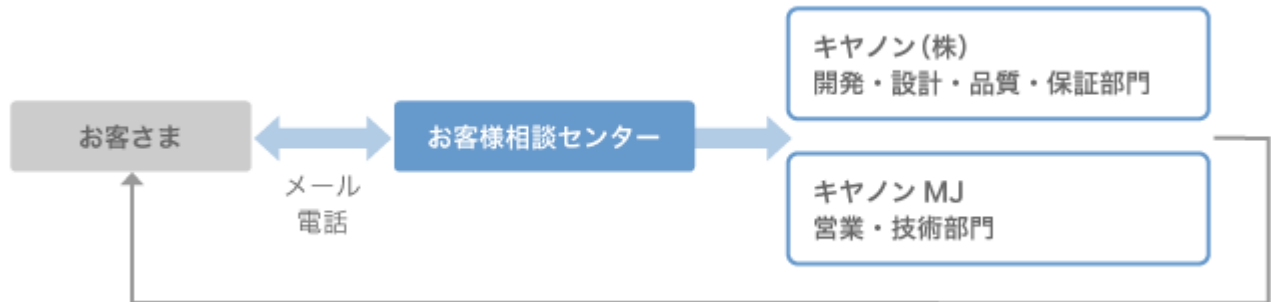 お客さま
メール
電話
お客様相談センター
キヤノン(株)
開発・設計・品質・保証部門
キヤノン MJ
営業・技術部門